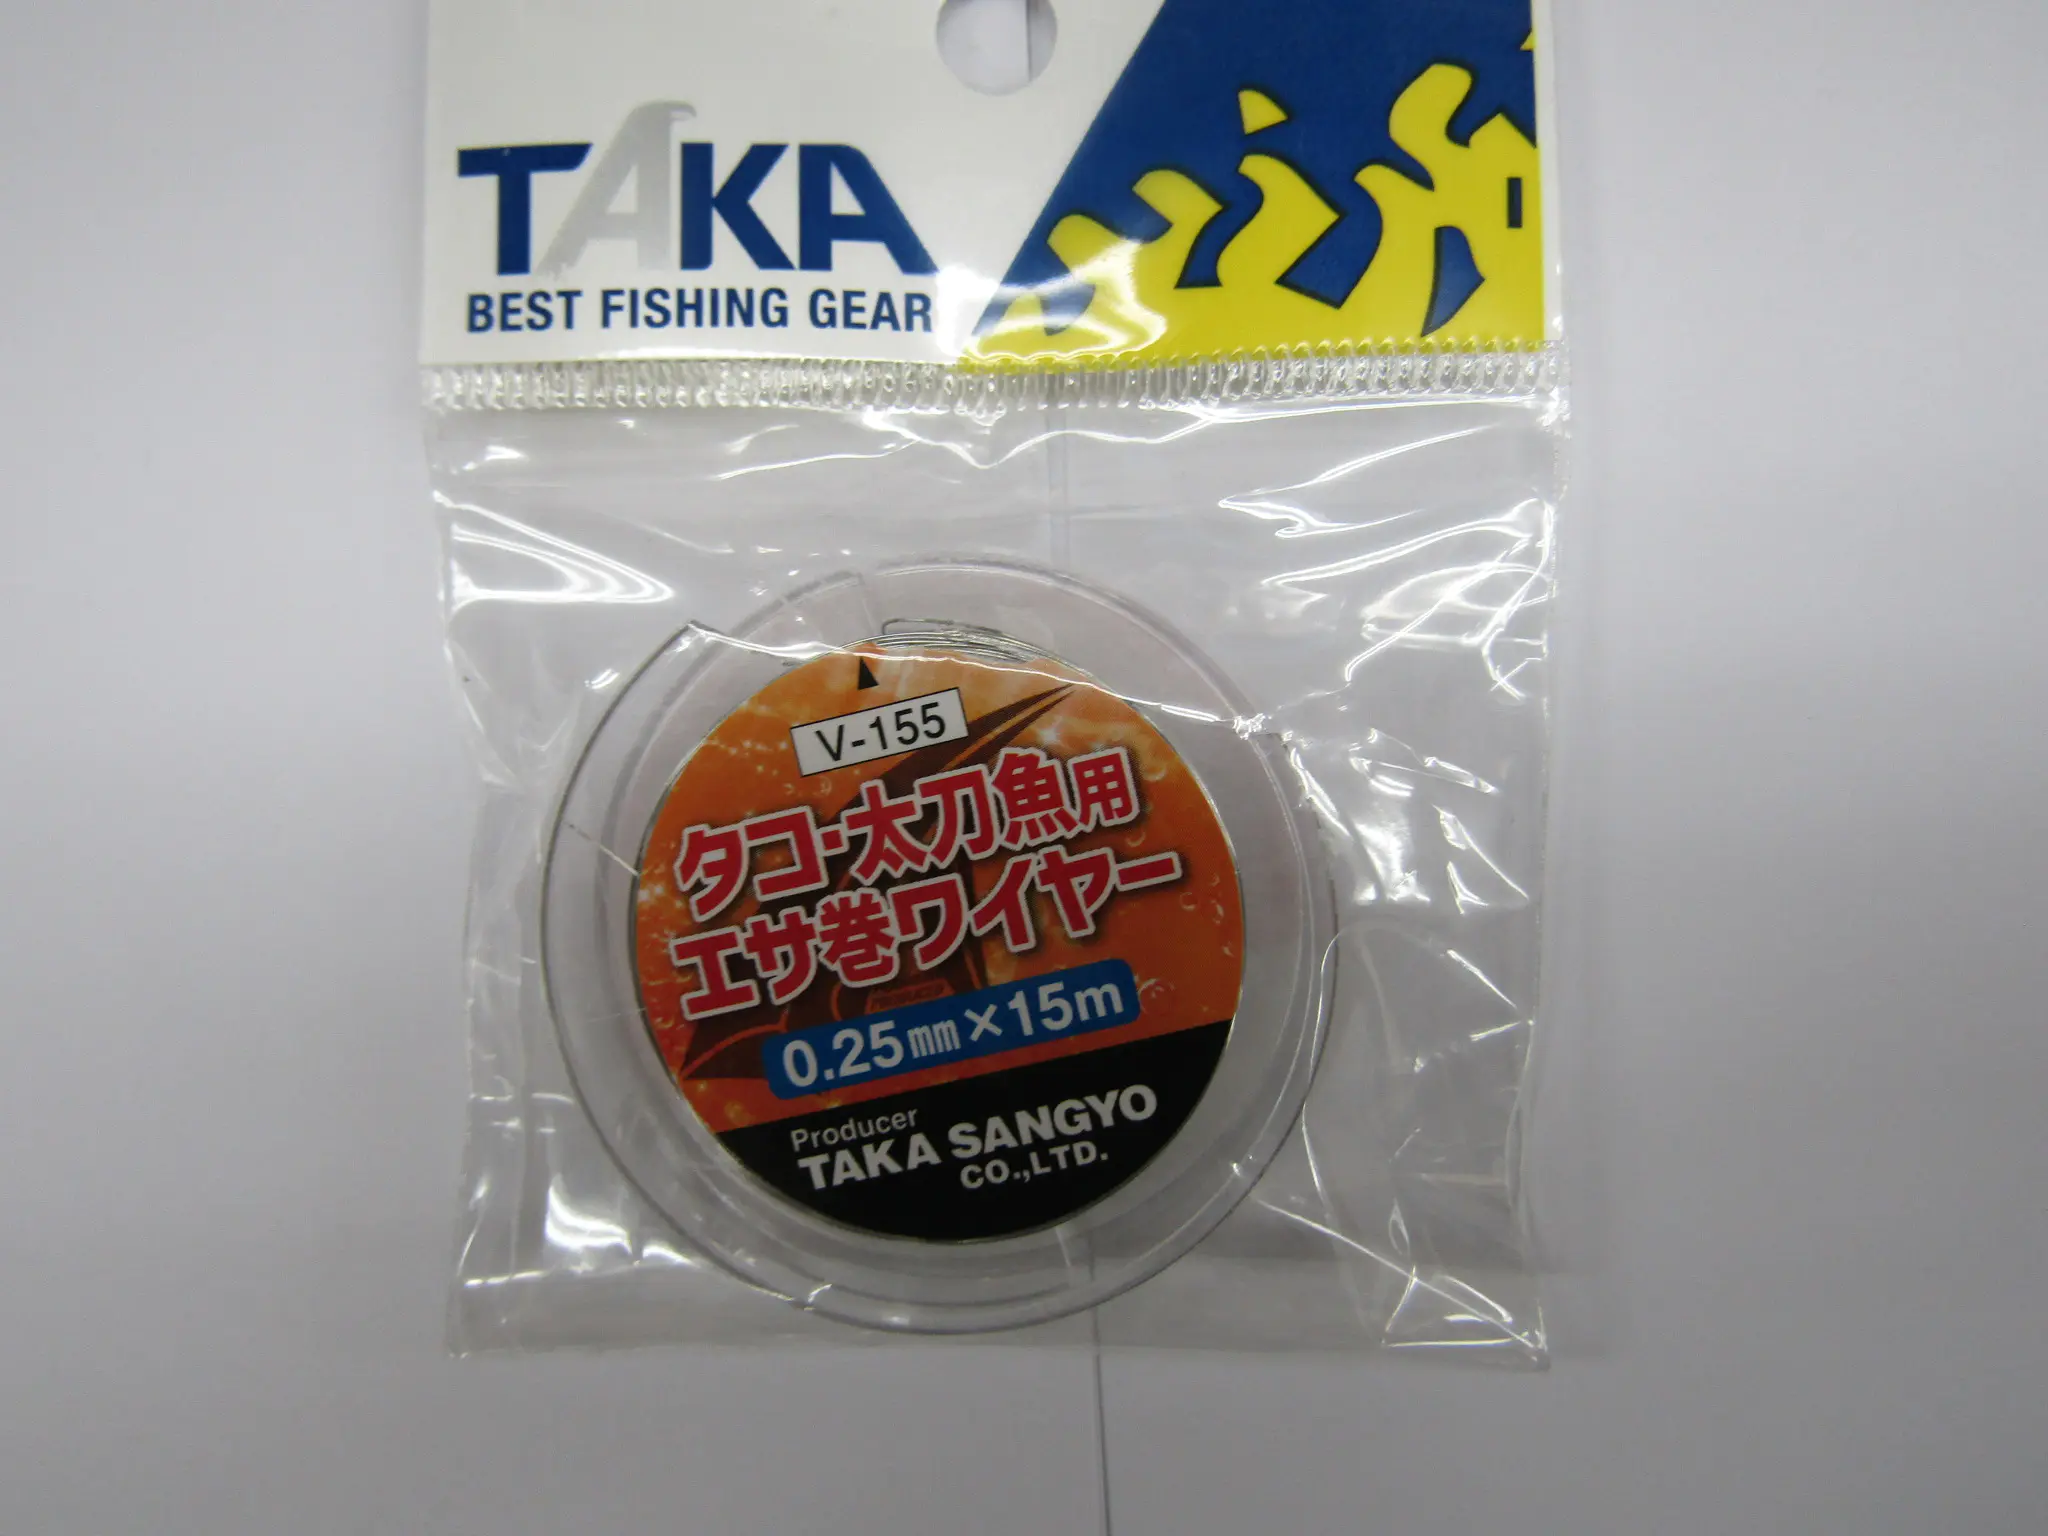 TAKA
BEST FISHING GEAR
V-155
タコ・太刀魚用
エサ巻ワイヤー
0.25mm×15m
Producer
TAKA SANGYO
CO.,LTD.